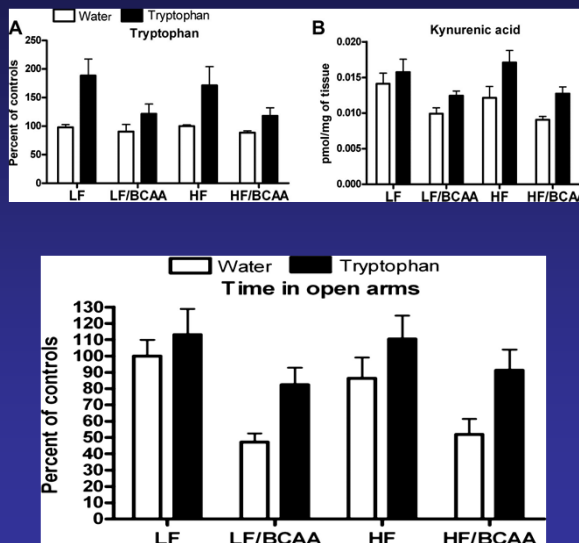 A
Water
Tryptophan
Tryptophan
Percent of controls
250
200
150
100
50
0
LF
LF/BCAA
HF
HF/BCAA
B
Kynurenic acid
pmol/mg of tissue
0.020
0.015
0.010
0.005
0.000
LF
LF/BCAA
HF
HF/BCAA
Water
Tryptophan
Time in open arms
Percent of controls
130
120
110
100
90
80
70
60
50
40
30
20
10
0
LF
LF/BCAA
HF
HF/BCAA